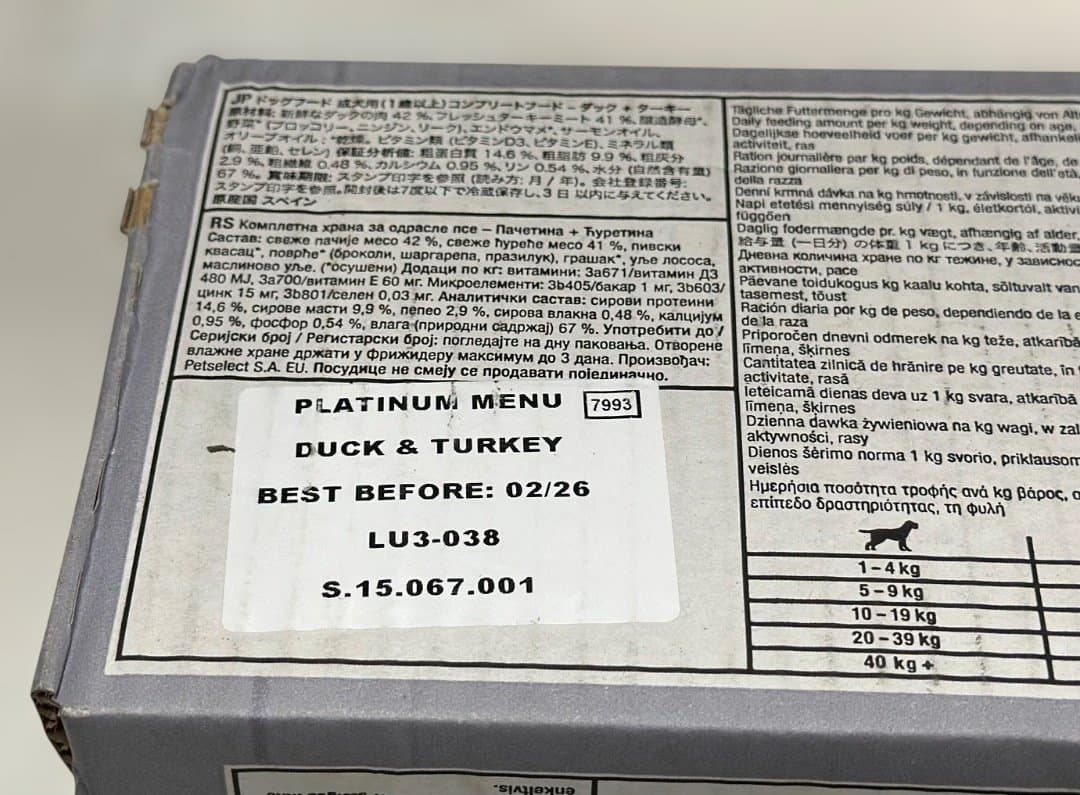 JP ドッグフード 成犬用(1歳以上)コンプリートフード – ダック + ターキー
原材料: 新鮮なダックの肉 42 %, フレッシュターキーミート 41 %, 醸造酵母*,
野菜* (ブロッコリー、ニンジン、リーク), エンドウマメ*, サーモンオイル,
オリーブオイル; *乾燥。ビタミン類 (ビタミンD3, ビタミンE), ミネラル類
(銅、亜鉛、セレン) 保証分析値: 粗蛋白質 14,6 %, 粗脂肪 9.9 %, 粗灰分
2.9 %, 粗繊維 0.48 %, カルシウム 0.95 %, リン 0.54 %, 水分 (自然含有量)
67 %。賞味期限: スタンプ印字を参照 (読み方: 月 / 年)。会社登録番号:
スタンプ印字を参照。開封後は7度以下で冷蔵保存し、3 日 以内に与えてください。
原産国 スペイン
RS Комплетна храна за одрасле псе – Пачетина + Ћуретина
Састав: свеже пачије месо 42 %, свеже ћуреће месо 41 %, пивски
квасац*, поврће* (броколи, шаргарепа, празилук), грашак*, уље лососа,
маслиново уље. (*осушени) Додаци по кг: витамини: 3a671/витамин Д3
480 MJ, 3a700/витамин Е 60 мг. Микроелементи: 3b405/бакар 1 мг, 3b603/
цинк 15 мг, 3b801/селен 0,03 мг. Аналитички састав: сирови протеини
14,6 %, сирове масти 9,9 %, пепео 2,9 %, сирова влакна 0,48 %, калцијум
0,95 %, фосфор 0,54 %, влага (природни садржај) 67 %. Употребити до /
Серијски број / Регистарски број: погледајте на дну паковања. Отворене
влажне хране држати у фрижидеру максимум до 3 дана. Произвођач:
Petselect S.A. EU. Посудице не смеју се продавати појединачно.
PLATINUM MENU 7993
DUCK & TURKEY
BEST BEFORE: 02/26
LU3-038
S.15.067.001
Tägliche Futtermenge pro kg Gewicht, abhängig von
Daily feeding amount per kg weight, depending on age,
Dagelijkse hoeveelheid voer per kg gewicht, afhankeli
activiteit, ras
Ration journalière par kg poids, dépendant de l'âge, de
Razione giornaliera per kg di peso, in funzione dell'età,
della razza
Denní krmná dávka na kg hmotnosti, v závislosti na věku
Napi etetési mennyiség súly / 1 kg, életkortól, aktivi
függően
Daglig fodermængde pr. kg vægt, afhængig af alder
給与量 (一日分) の体重 1 kg につき、年齢、活動量
Дневна количина хране по кг тежине, у зависнос
активности, расе
Päevane toidukogus kg kaalu kohta, sõltuvalt van
tasemest, tõust
Ración diaria por kg de peso, dependiendo de la e
de la raza
Priporočen dnevni odmerek na kg teže, atkarībā
līmeņa, šķirnes
Cantitatea zilnică de hrănire pe kg greutate, în
activitate, rasă
Ieteicamā dienas deva uz 1 kg svara, atkarībā
līmeņa, šķirnes
Dzienna dawka żywieniowa na kg wagi, w zal
aktywności, rasy
Dienos šėrimo norma 1 kg svorio, priklausom
veislės
Ημερήσια ποσότητα τροφής ανά kg βάρος, α
επίπεδο δραστηριότητας, τη φυλή
1 – 4 kg
5 – 9 kg
10 – 19 kg
20 – 39 kg
40 kg +
enkeltvis.